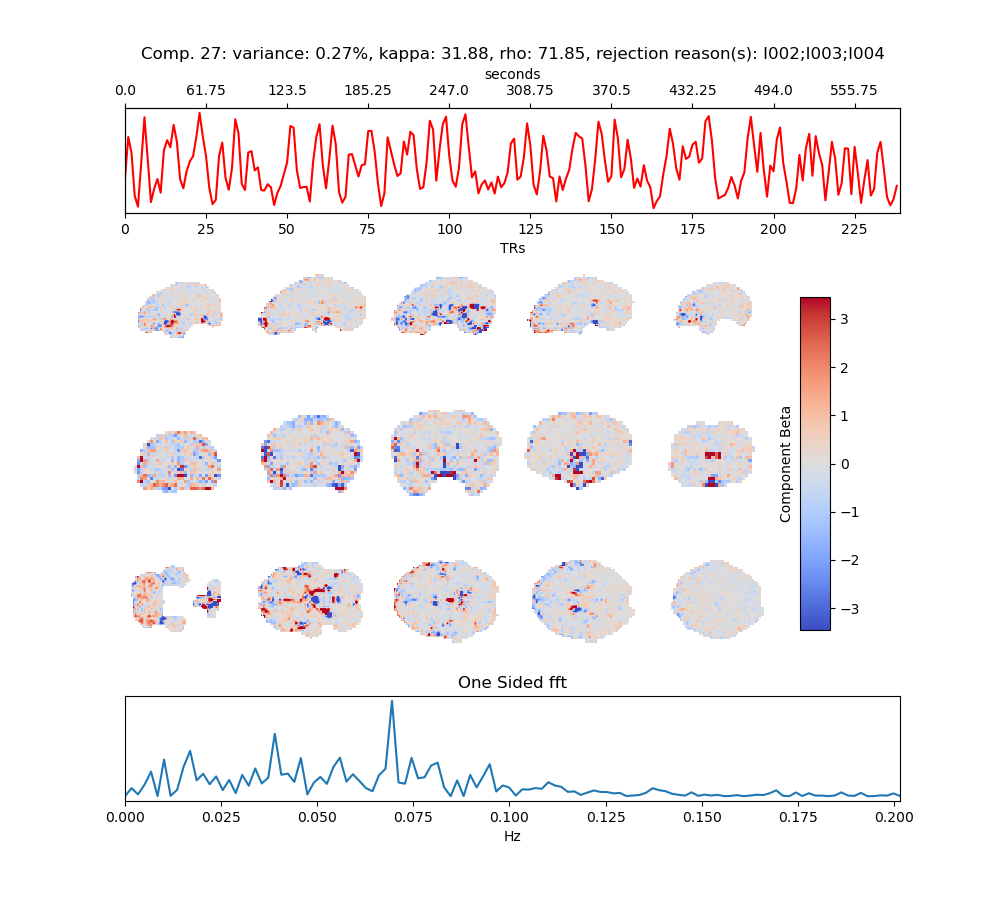 Comp. 27: variance: 0.27%, kappa: 31.88, rho: 71.85, rejection reason(s): I002;I003;I004
seconds
0.0 61.75 123.5 185.25 247.0 308.75 370.5 432.25 494.0 555.75
0 25 50 75 100 125 150 175 200 225
TRs
3
2
1
0
−1
−2
−3
Component Beta
One Sided fft
0.000 0.025 0.050 0.075 0.100 0.125 0.150 0.175 0.200
Hz